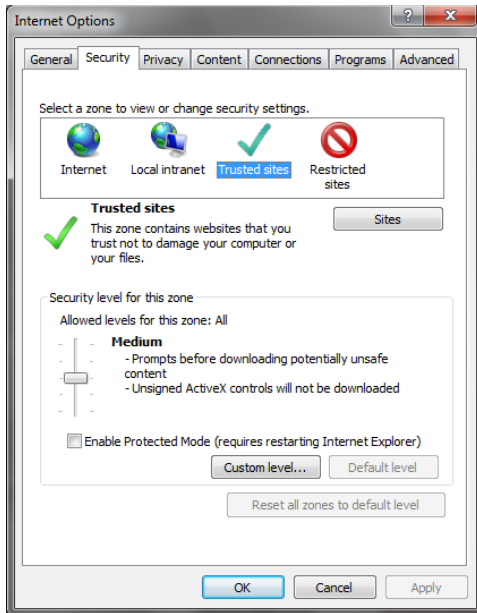 Internet Options
?
X
General Security Privacy Content Connections Programs Advanced
Select a zone to view or change security settings.
Internet Local intranet Trusted sites Restricted
sites
Trusted sites
Sites
This zone contains websites that you
trust not to damage your computer or
your files.
Security level for this zone
Allowed levels for this zone: All
Medium
- Prompts before downloading potentially unsafe
content
- Unsigned ActiveX controls will not be downloaded
Enable Protected Mode (requires restarting Internet Explorer)
Custom level... Default level
Reset all zones to default level
OK Cancel Apply